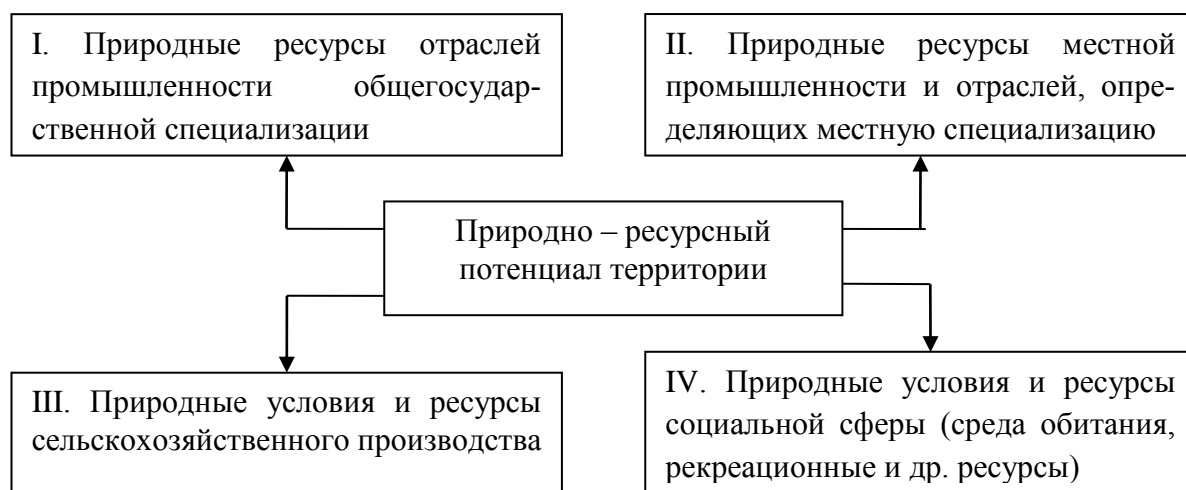 I. Природные ресурсы отраслей
промышленности общегосудар-
ственной специализации
II. Природные ресурсы местной
промышленности и отраслей, опре-
деляющих местную специализацию
Природно – ресурсный
потенциал территории
III. Природные условия и ресурсы
сельскохозяйственного производства
IV. Природные условия и ресурсы
социальной сферы (среда обитания,
рекреационные и др. ресурсы)